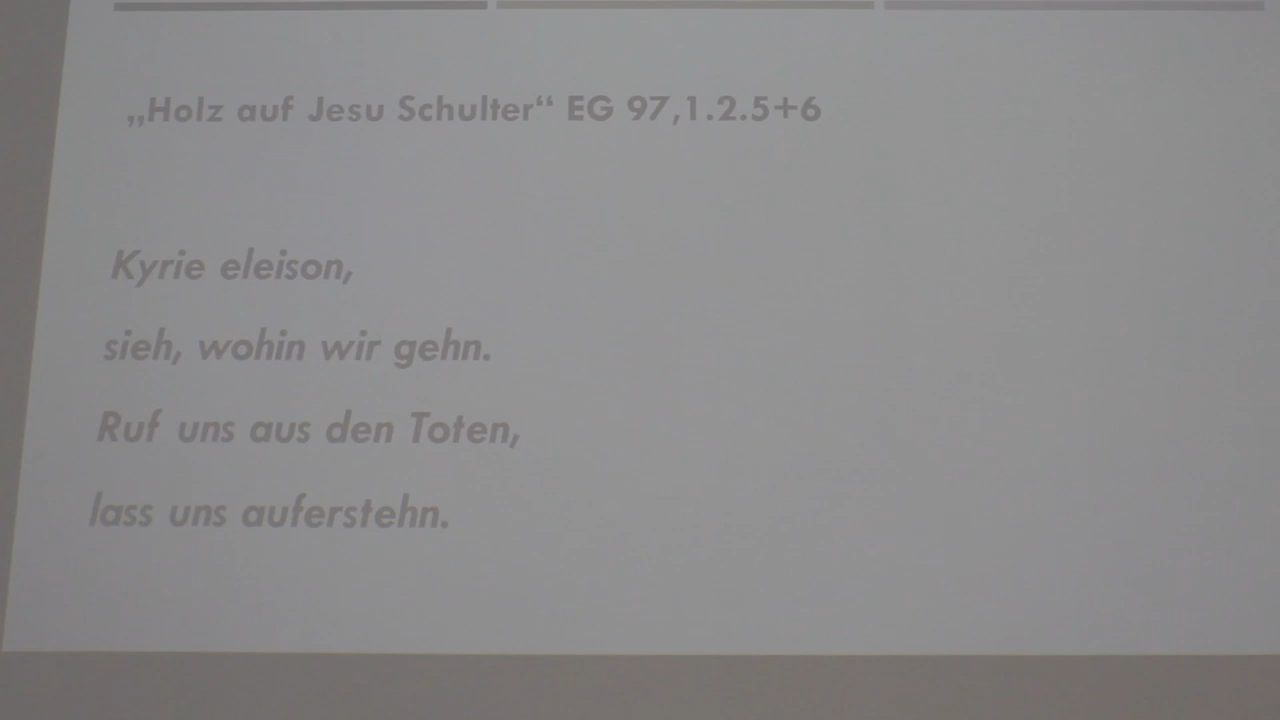 „Holz auf Jesu Schulter“ EG 97,1.2.5+6
Kyrie eleison,
sieh, wohin wir gehn.
Ruf uns aus den Toten,
lass uns auferstehn.